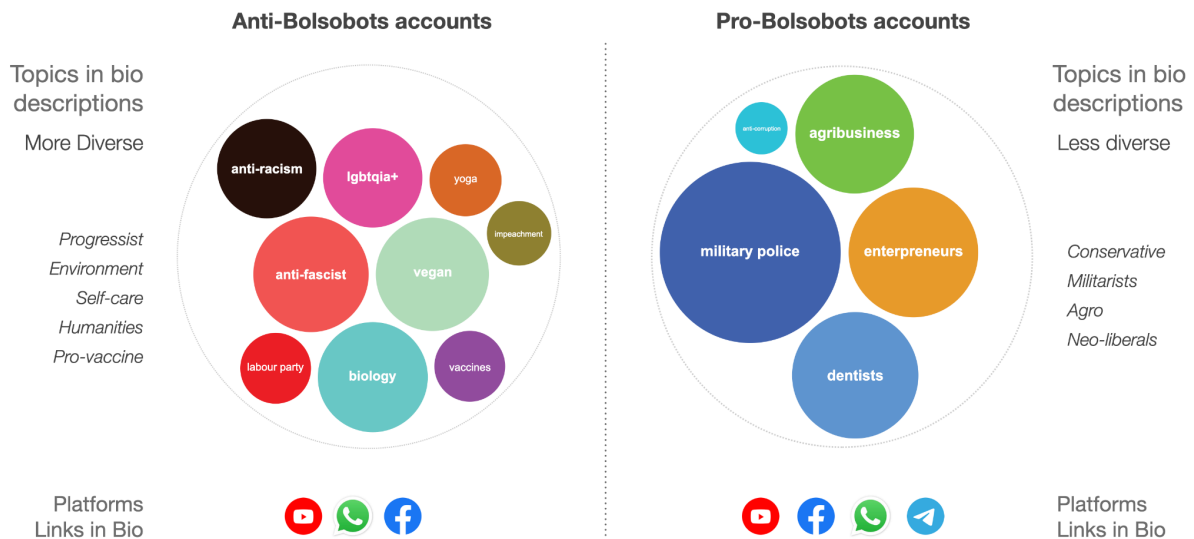 Anti-Bolsobots accounts
Topics in bio
descriptions
More Diverse
Progressist
Environment
Self-care
Humanities
Pro-vaccine
anti-racism
lgbtqia+
yoga
impeachment
anti-fascist
vegan
labour party
biology
vaccines
Platforms
Links in Bio
Pro-Bolsobots accounts
Topics in bio
descriptions
Less diverse
anti-corruption
agribusiness
military police
enterpreneurs
dentists
Conservative
Militarists
Agro
Neo-liberals
Platforms
Links in Bio